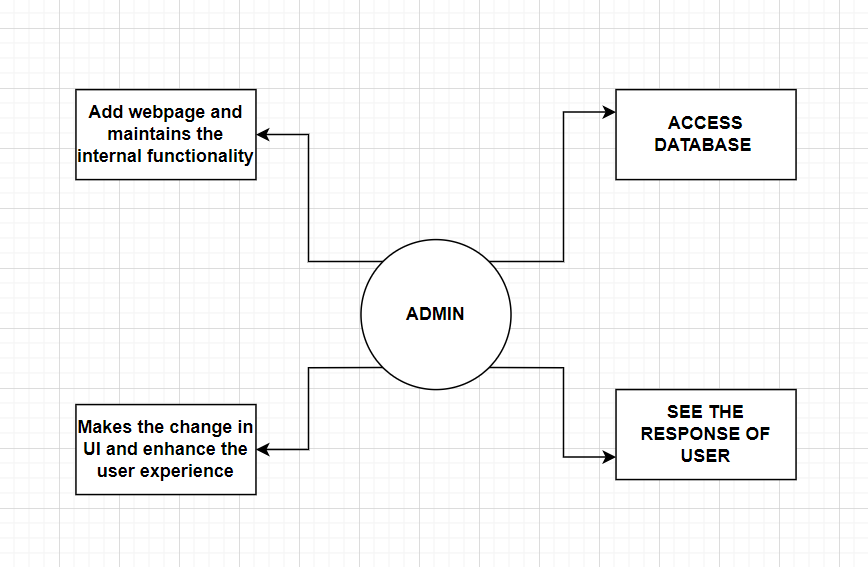 Add webpage and
maintains the
internal functionality
ACCESS
DATABASE
ADMIN
Makes the change in
UI and enhance the
user experience
SEE THE
RESPONSE OF
USER